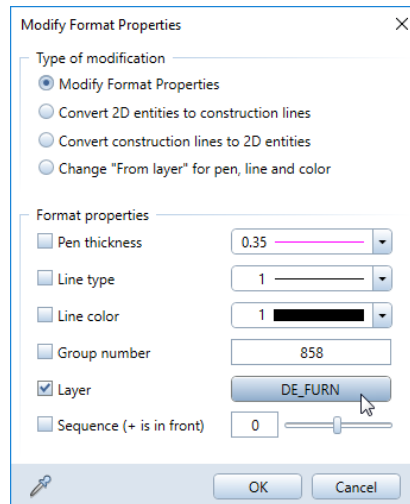 Modify Format Properties
Type of modification
Modify Format Properties
Convert 2D entities to construction lines
Convert construction lines to 2D entities
Change "From layer" for pen, line and color
Format properties
Pen thickness 0.35
Line type 1
Line color 1
Group number 858
Layer DE_FURN
Sequence (+ is in front) 0
OK Cancel